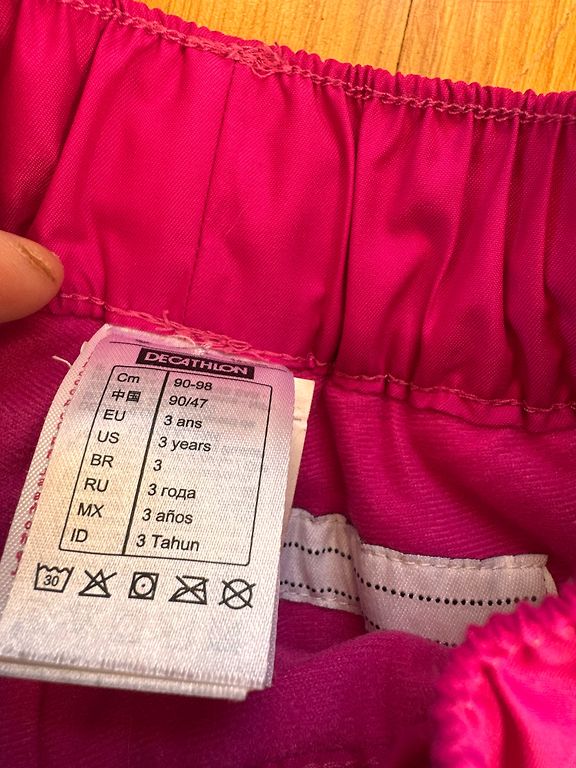 DECATHLON
Cm 90-98
中国 90/47
EU 3 ans
US 3 years
BR 3
RU 3 года
MX 3 años
ID 3 Tahun
30